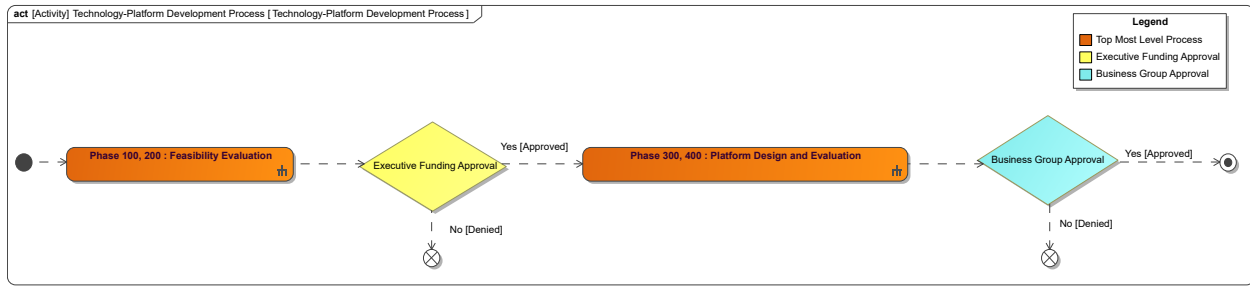 act [Activity] Technology-Platform Development Process [ Technology-Platform Development Process ]
Legend
Top Most Level Process
Executive Funding Approval
Business Group Approval
Phase 100, 200 : Feasibility Evaluation
Executive Funding Approval
Yes [Approved]
No [Denied]
Phase 300, 400 : Platform Design and Evaluation
Business Group Approval
Yes [Approved]
No [Denied]